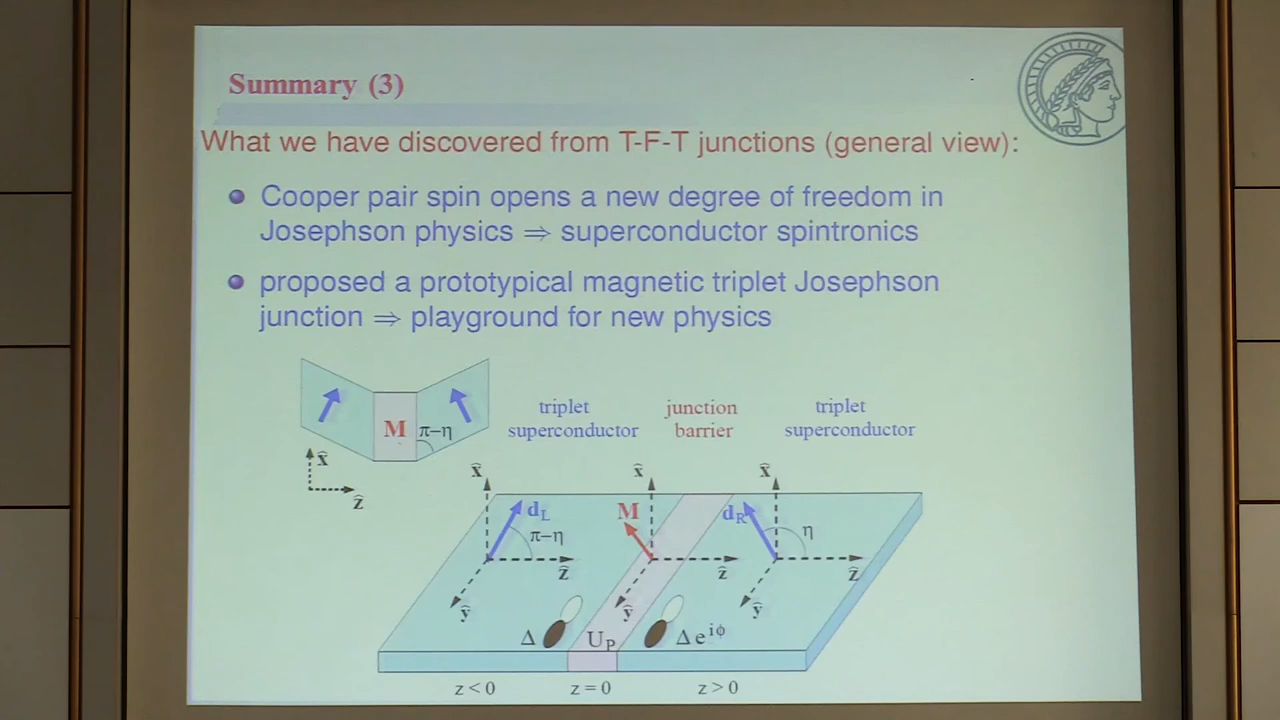 Summary (3)
What we have discovered from T-F-T junctions (general view):
Cooper pair spin opens a new degree of freedom in
Josephson physics ⇒ superconductor spintronics
proposed a prototypical magnetic triplet Josephson
junction ⇒ playground for new physics
M
π−η
x̂
ẑ
triplet
superconductor
junction
barrier
triplet
superconductor
x̂
d_L
π−η
ẑ
ŷ
x̂
M
ẑ
ŷ
x̂
d_R
η
ẑ
ŷ
Δ
U_P
Δe^{iϕ}
z<0
z=0
z>0